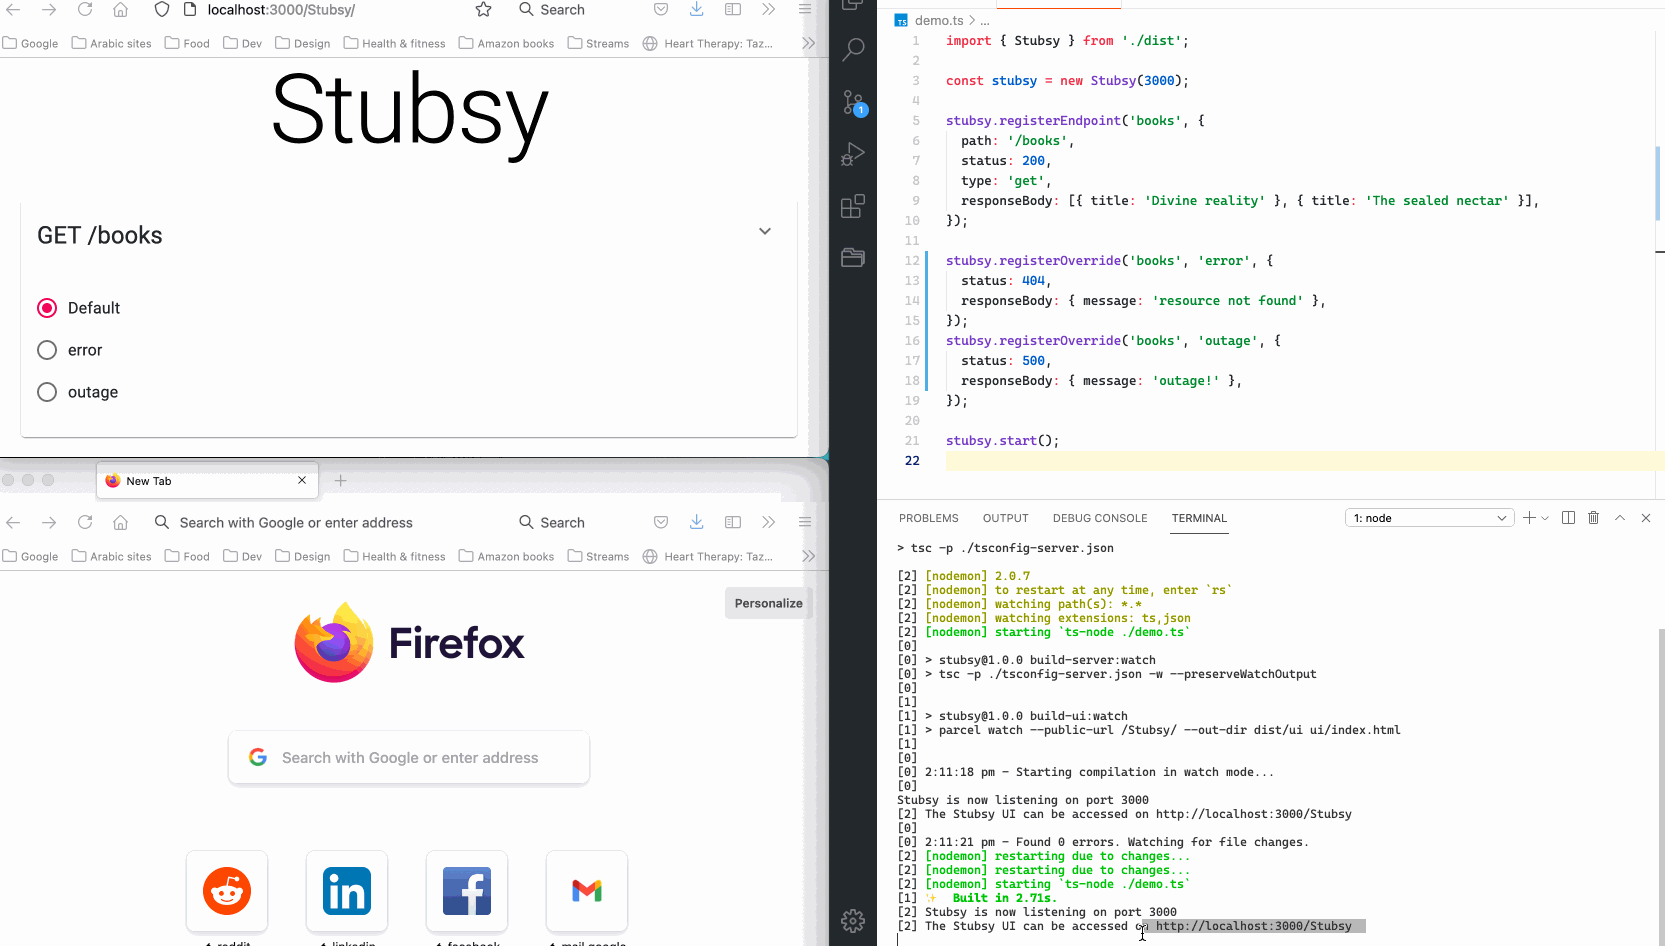 localhost:3000/Stubsy/
Search
Google Arabic sites Food Dev Design Health & fitness Amazon books Streams Heart Therapy: Taz...
Stubsy
GET /books
Default
error
outage
New Tab
Search with Google or enter address
Search
Google Arabic sites Food Dev Design Health & fitness Amazon books Streams Heart Therapy: Taz...
Personalize
Firefox
Search with Google or enter address
reddit linkedin facebook mail.google
1
TS demo.ts > ...
1 import { Stubsy } from './dist';
2
3 const stubsy = new Stubsy(3000);
4
5 stubsy.registerEndpoint('books', {
6 path: '/books',
7 status: 200,
8 type: 'get',
9 responseBody: [{ title: 'Divine reality' }, { title: 'The sealed nectar' }],
10 });
11
12 stubsy.registerOverride('books', 'error', {
13 status: 404,
14 responseBody: { message: 'resource not found' },
15 });
16 stubsy.registerOverride('books', 'outage', {
17 status: 500,
18 responseBody: { message: 'outage!' },
19 });
20
21 stubsy.start();
22
PROBLEMS OUTPUT DEBUG CONSOLE TERMINAL 1: node
> tsc -p ./tsconfig-server.json
[2] [nodemon] 2.0.7
[2] [nodemon] to restart at any time, enter `rs`
[2] [nodemon] watching path(s): *.*
[2] [nodemon] watching extensions: ts,json
[2] [nodemon] starting `ts-node ./demo.ts`
[0]
[0] > stubsy@1.0.0 build-server:watch
[0] > tsc -p ./tsconfig-server.json -w --preserveWatchOutput
[0]
[1]
[1] > stubsy@1.0.0 build-ui:watch
[1] > parcel watch --public-url /Stubsy/ --out-dir dist/ui ui/index.html
[1]
[0]
[0] 2:11:18 pm - Starting compilation in watch mode...
[0]
Stubsy is now listening on port 3000
[2] The Stubsy UI can be accessed on http://localhost:3000/Stubsy
[0]
[0] 2:11:21 pm - Found 0 errors. Watching for file changes.
[2] [nodemon] restarting due to changes...
[2] [nodemon] restarting due to changes...
[2] [nodemon] starting `ts-node ./demo.ts`
[1] ✨ Built in 2.71s.
[2] Stubsy is now listening on port 3000
[2] The Stubsy UI can be accessed on http://localhost:3000/Stubsy